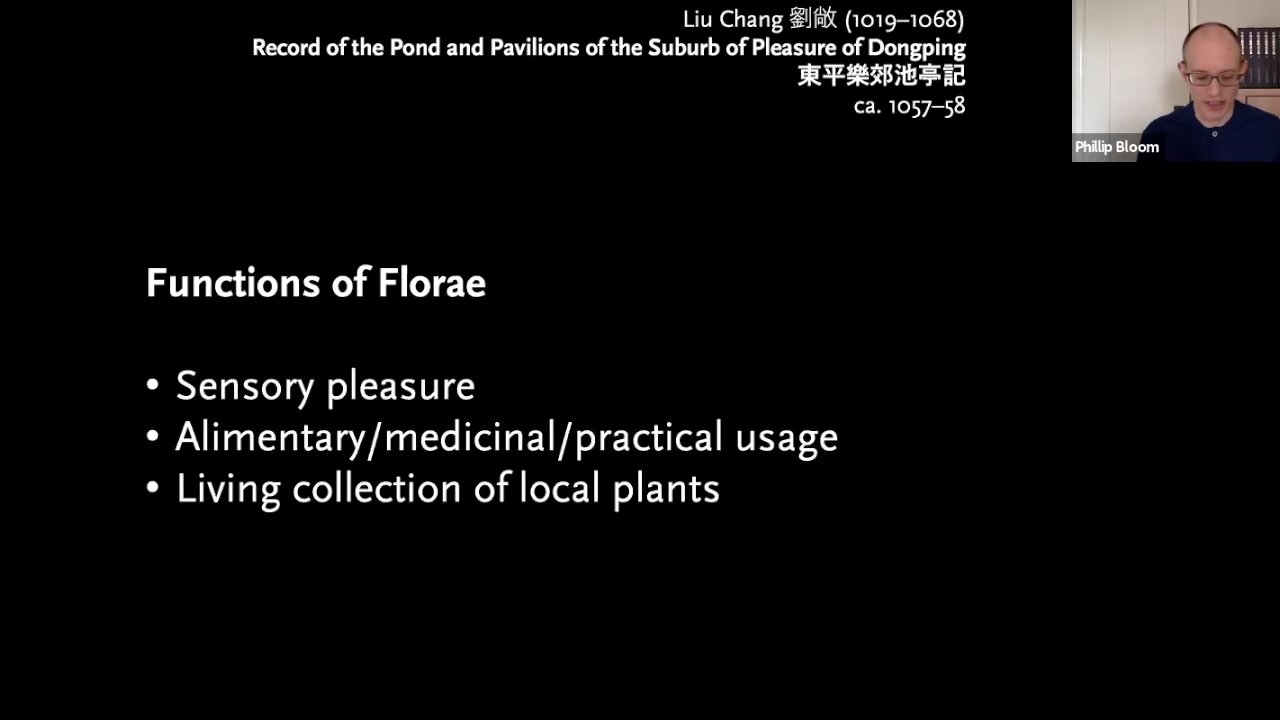 Liu Chang 劉敞 (1019–1068)
Record of the Pond and Pavilions of the Suburb of Pleasure of Dongping
東平樂郊池亭記
ca. 1057–58
Phillip Bloom
Functions of Florae
• Sensory pleasure
• Alimentary/medicinal/practical usage
• Living collection of local plants